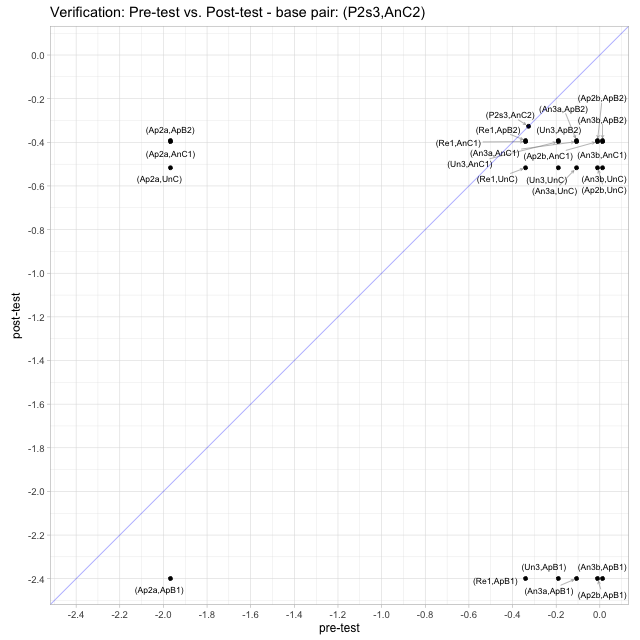 Verification: Pre-test vs. Post-test - base pair: (P2s3,AnC2)
0.0
-0.2
-0.4
-0.6
-0.8
-1.0
-1.2
-1.4
-1.6
-1.8
-2.0
-2.2
-2.4
post-test
(Ap2b,ApB2)
(An3a,ApB2)
(P2s3,AnC2)
(An3b,ApB2)
(Ap2a,ApB2)
(Re1,ApB2)
(Un3,ApB2)
(Re1,AnC1)
(Ap2a,AnC1)
(An3a,AnC1)
(Ap2b,AnC1)
(An3b,AnC1)
(Un3,AnC1)
(Ap2a,UnC)
(Re1,UnC)
(Un3,UnC)
(An3b,UnC)
(An3a,UnC)
(Ap2b,UnC)
(Un3,ApB1)
(An3b,ApB1)
(Re1,ApB1)
(Ap2a,ApB1)
(An3a,ApB1)
(Ap2b,ApB1)
-2.4 -2.2 -2.0 -1.8 -1.6 -1.4 -1.2 -1.0 -0.8 -0.6 -0.4 -0.2 0.0
pre-test